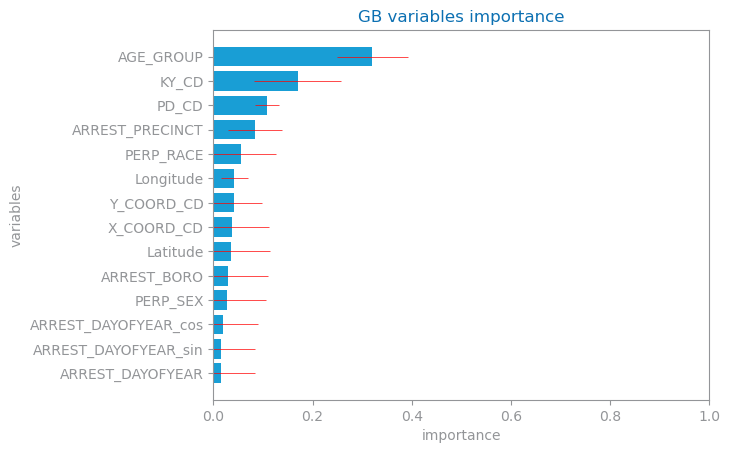 GB variables importance
variables
AGE_GROUP
KY_CD
PD_CD
ARREST_PRECINCT
PERP_RACE
Longitude
Y_COORD_CD
X_COORD_CD
Latitude
ARREST_BORO
PERP_SEX
ARREST_DAYOFYEAR_cos
ARREST_DAYOFYEAR_sin
ARREST_DAYOFYEAR
0.0 0.2 0.4 0.6 0.8 1.0
importance